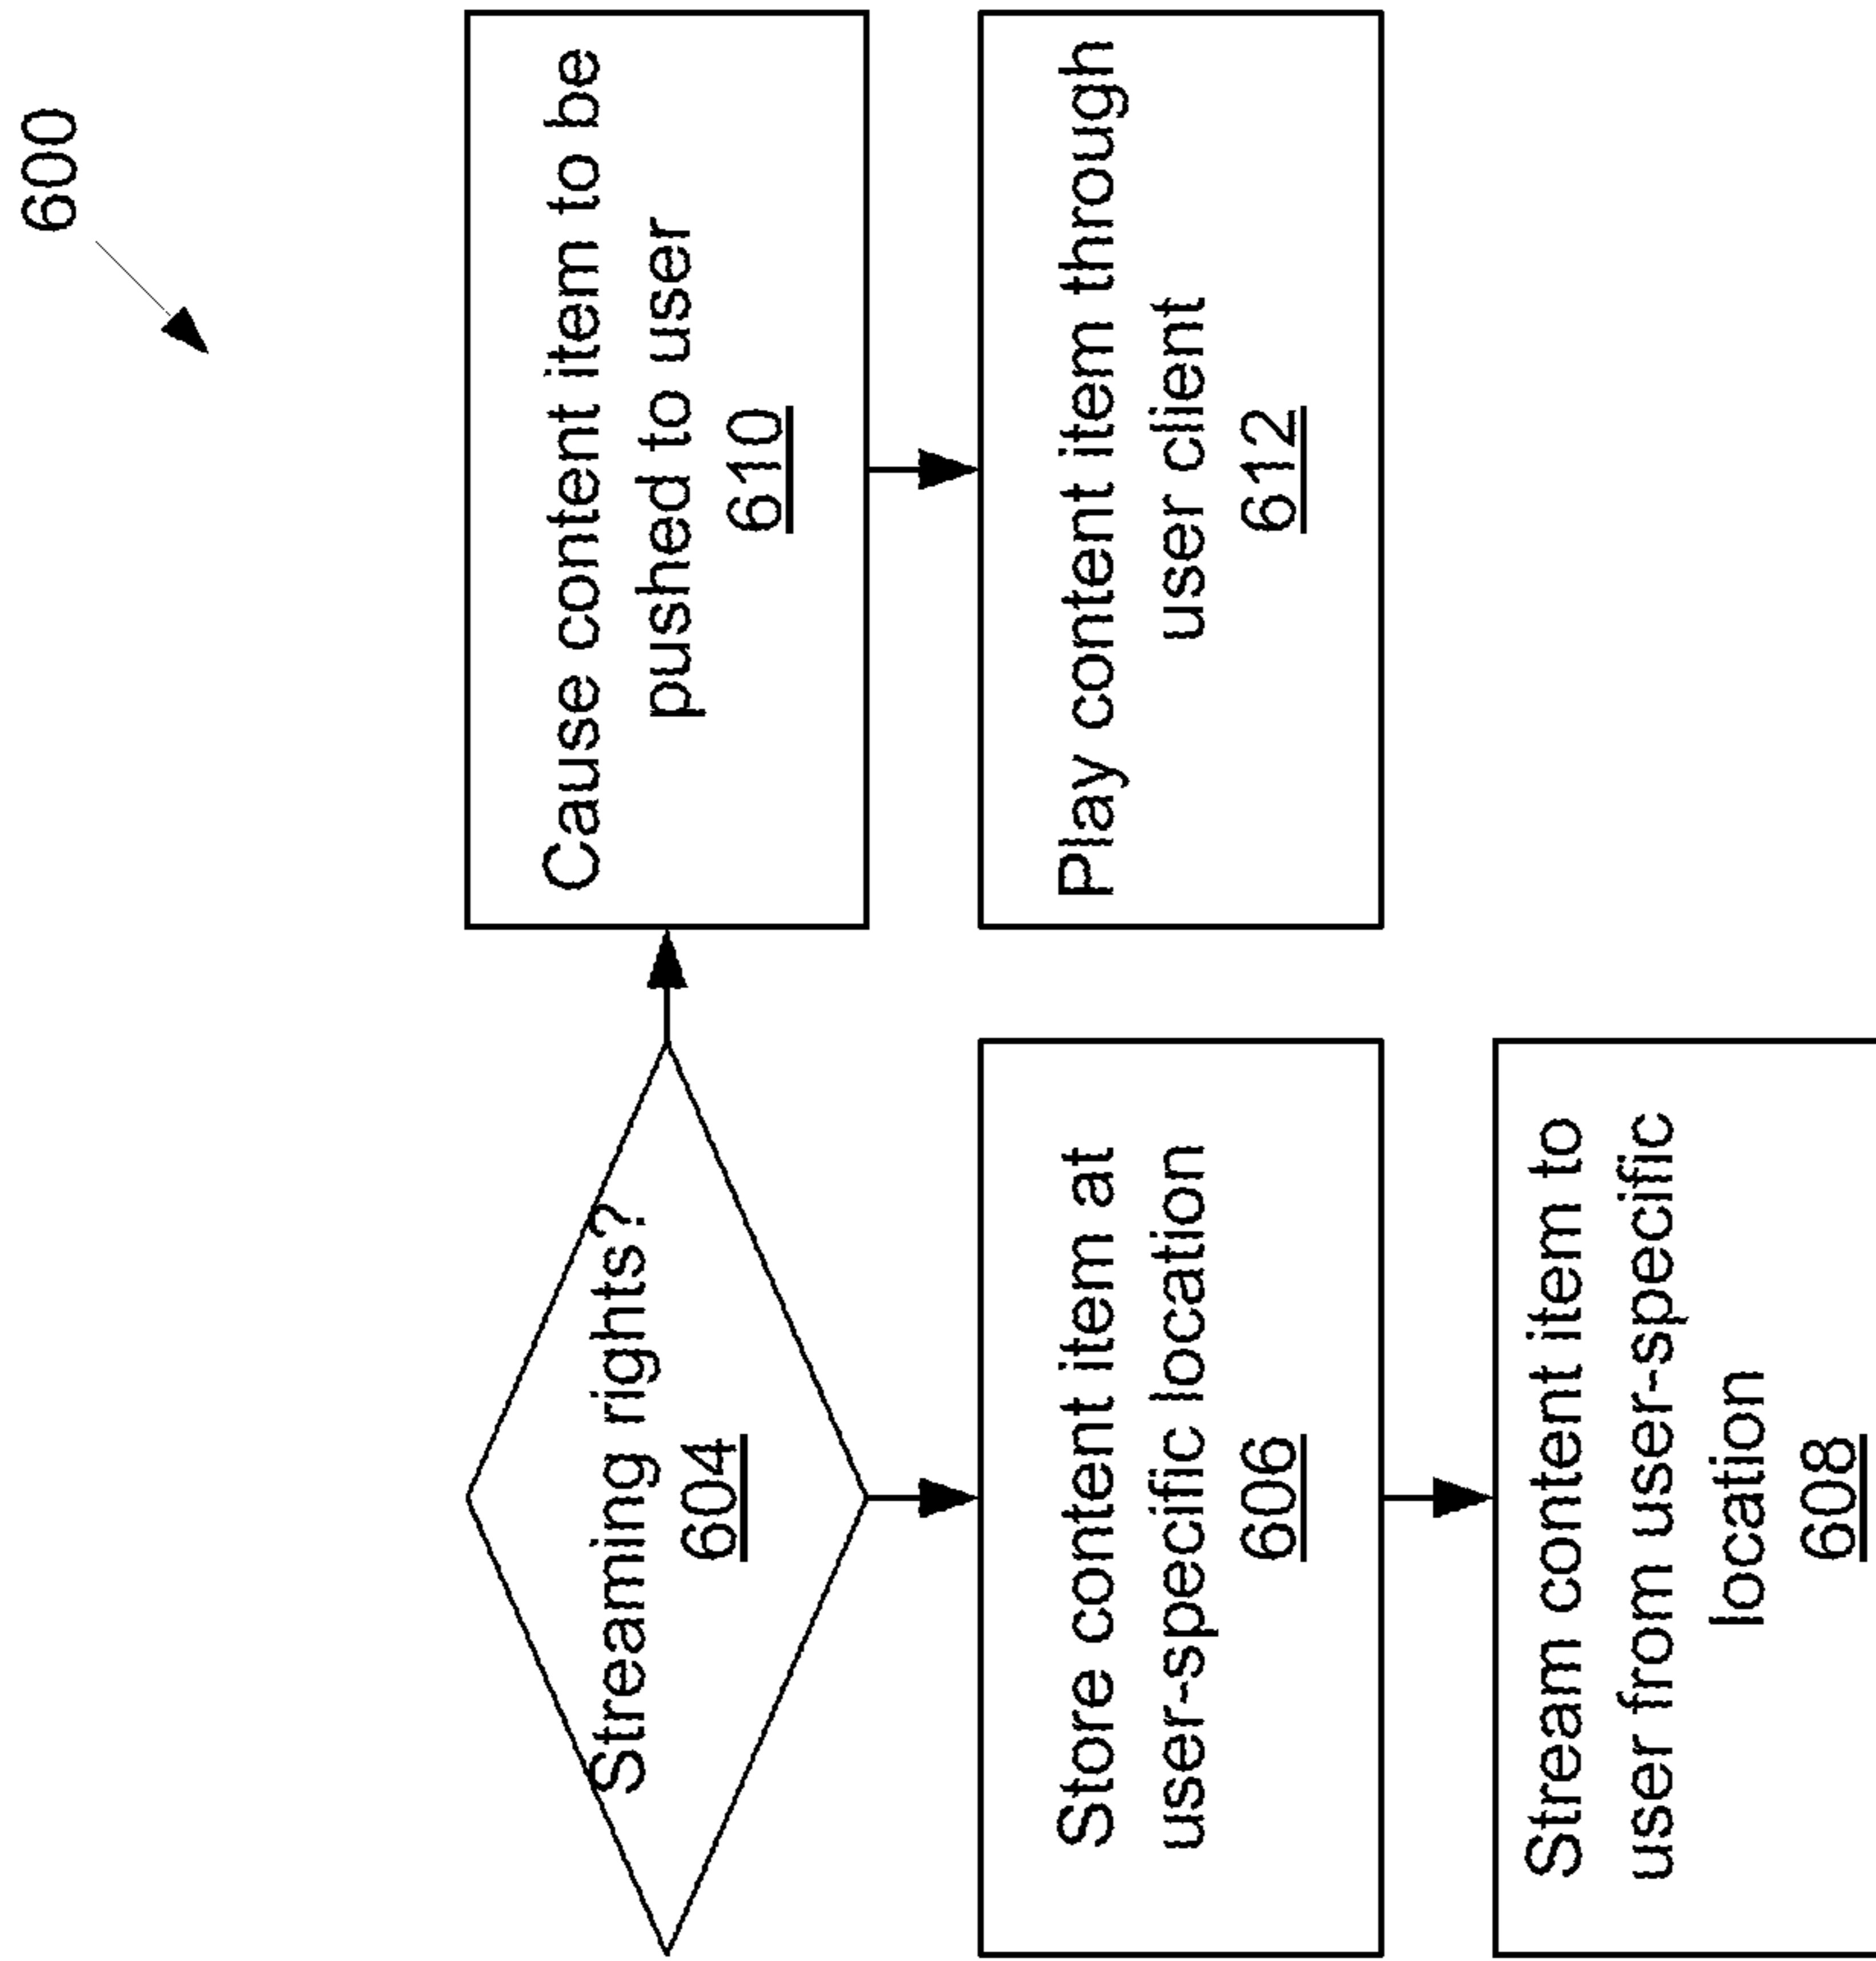 600
Streaming rights?
604
Store content item at
user-specific location
606
Stream content item to
user from user-specific
location
608
Cause content item to be
pushed to user
610
Play content item through
user client
612